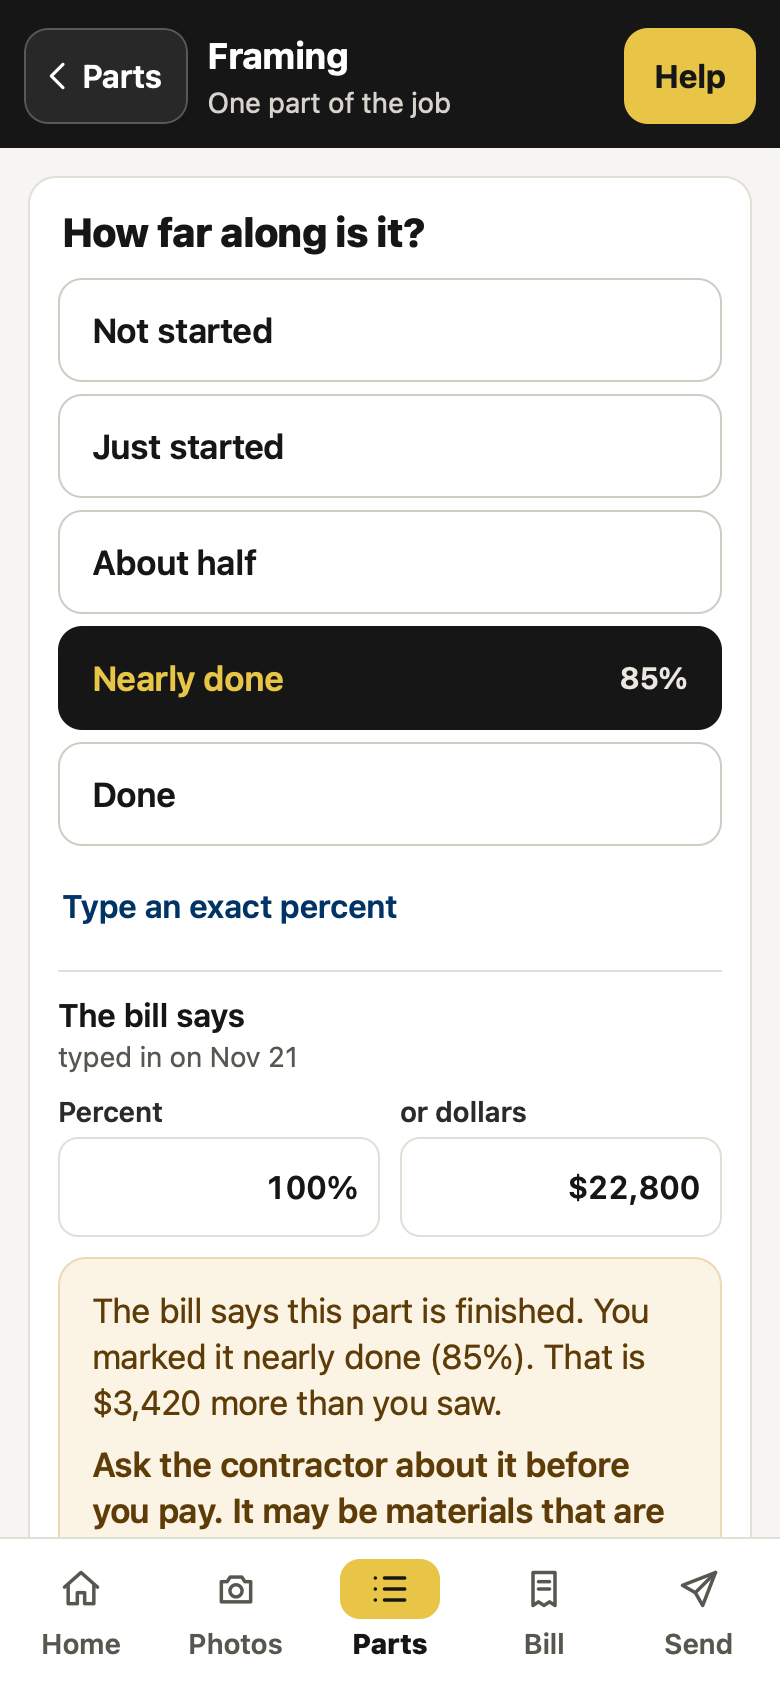 Parts
Framing
One part of the job
Help
How far along is it?
Not started
Just started
About half
Nearly done 85%
Done
Type an exact percent
The bill says
typed in on Nov 21
Percent or dollars
100% $22,800
The bill says this part is finished. You
marked it nearly done (85%). That is
$3,420 more than you saw.
Ask the contractor about it before
you pay. It may be materials that are
Home Photos Parts Bill Send